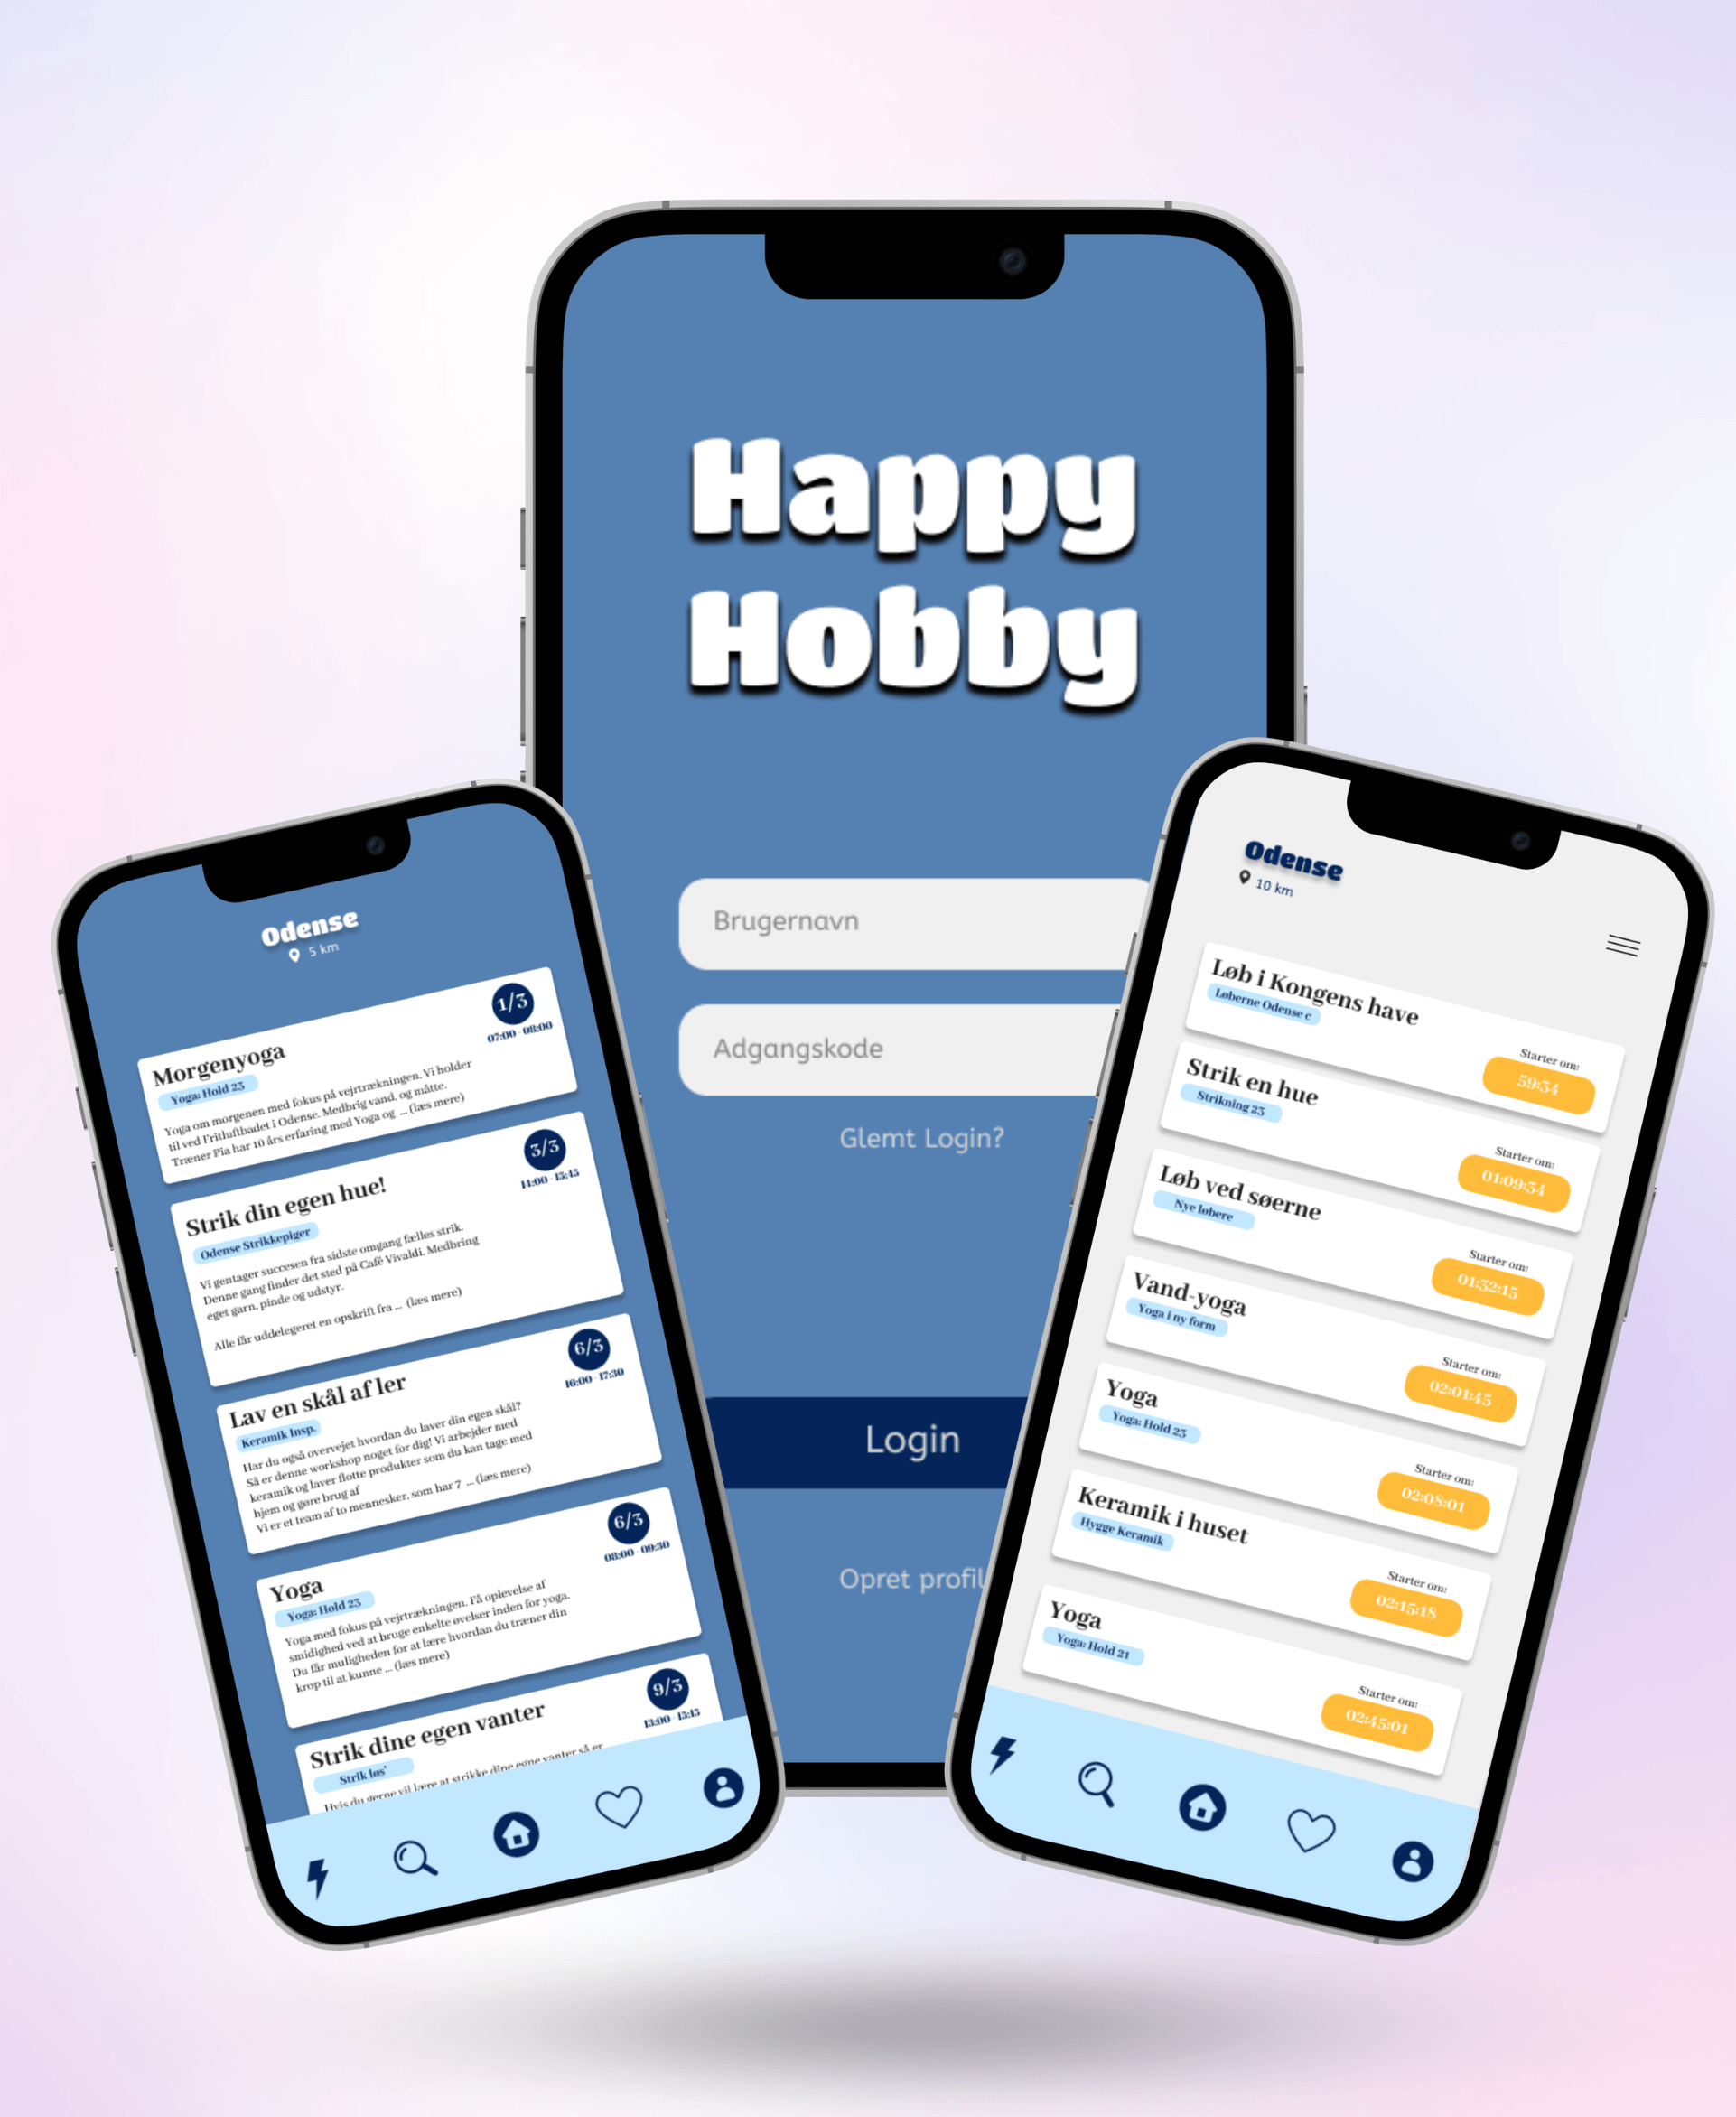 Happy
Hobby
Brugernavn
Adgangskode
Glemt Login?
Login
Opret profil
Odense
5 km
1/3
07:00 - 08:00
Morgenyoga
Yoga: Hold 23
Yoga om morgenen med fokus på vejrtrækningen. Vi holder
til ved Fritluftbadet i Odense. Medbrig vand, og måtte.
Træner Pia har 10 års erfaring med Yoga og ... (læs mere)
3/3
14:00 - 15:45
Strik din egen hue!
Odense Strikkepiger
Vi gentager succesen fra sidste omgang fælles strik.
Denne gang finder det sted på Café Vivaldi. Medbring
eget garn, pinde og udstyr.
Alle får uddelegeret en opskrift fra ... (læs mere)
6/3
16:00 - 17:30
Lav en skål af ler
Keramik Insp.
Har du også overvejet hvordan du laver din egen skål?
Så er denne workshop noget for dig! Vi arbejder med
keramik og laver flotte produkter som du kan tage med
hjem og gøre brug af
Vi er et team af to mennesker, som har 7 ... (læs mere)
6/3
08:00 - 09:30
Yoga
Yoga: Hold 23
Yoga med fokus på vejrtrækningen. Få oplevelse af
smidighed ved at bruge enkelte øvelser inden for yoga.
Du får muligheden for at lære hvordan du træner din
krop til at kunne ... (læs mere)
9/3
13:00 - 15:15
Strik dine egen vanter
Strik løs'
Hvis du gerne vil lære at strikke dine egne vanter så er
Odense
10 km
Løb i Kongens have
Løberne Odense c
Starter om:
59:34
Strik en hue
Strikning 23
Starter om:
01:09:34
Løb ved søerne
Nye løbere
Starter om:
01:32:15
Vand-yoga
Yoga i ny form
Starter om:
02:01:45
Yoga
Yoga: Hold 23
Starter om:
02:08:01
Keramik i huset
Hygge Keramik
Starter om:
02:15:18
Yoga
Yoga: Hold 21
Starter om:
02:45:01